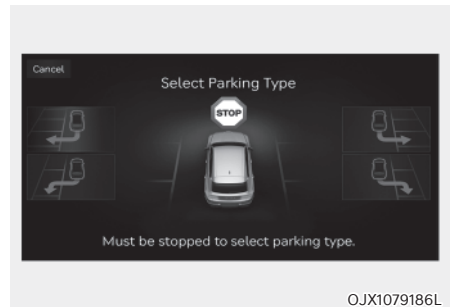 Cancel
Select Parking Type
STOP
Must be stopped to select parking type.
OJX1079186L